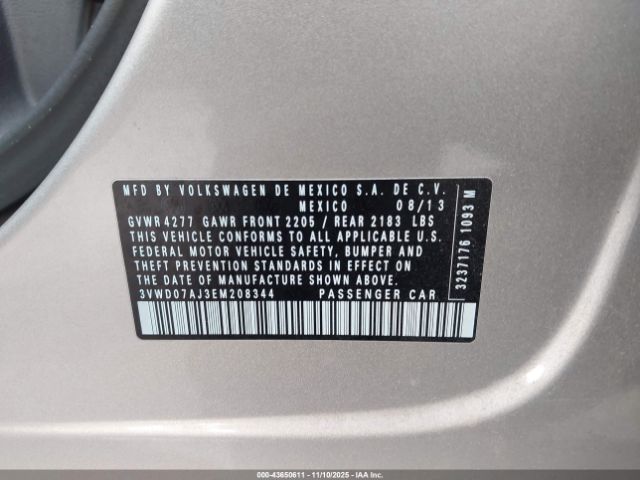 MFD BY VOLKSWAGEN DE MEXICO S.A. DE C.V.
MEXICO 08/13
GVWR 4277 GAWR FRONT 2205 / REAR 2183 LBS
THIS VEHICLE CONFORMS TO ALL APPLICABLE U.S.
FEDERAL MOTOR VEHICLE SAFETY, BUMPER AND
THEFT PREVENTION STANDARDS IN EFFECT ON
THE DATE OF MANUFACTURE SHOWN ABOVE.
3VWD07AJ3EM208344 PASSENGER CAR
3237176 1093 M
000-43650611 - 11/10/2025 - IAA